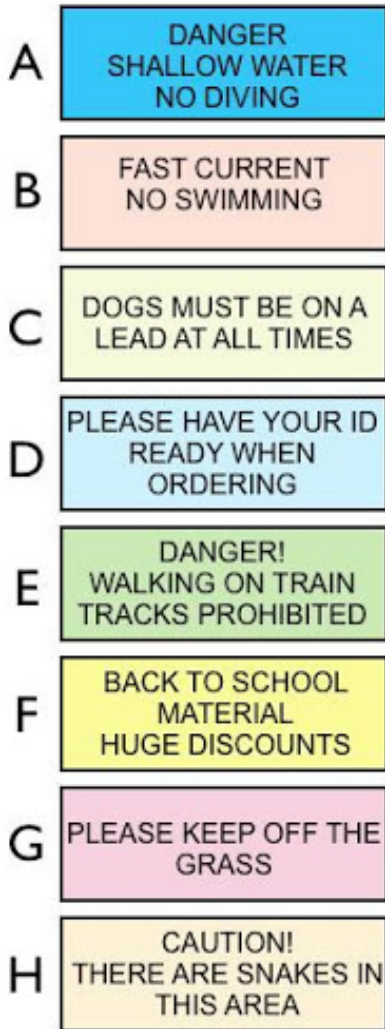 A
DANGER
SHALLOW WATER
NO DIVING
B
FAST CURRENT
NO SWIMMING
C
DOGS MUST BE ON A
LEAD AT ALL TIMES
D
PLEASE HAVE YOUR ID
READY WHEN
ORDERING
E
DANGER!
WALKING ON TRAIN
TRACKS PROHIBITED
F
BACK TO SCHOOL
MATERIAL
HUGE DISCOUNTS
G
PLEASE KEEP OFF THE
GRASS
H
CAUTION!
THERE ARE SNAKES IN
THIS AREA